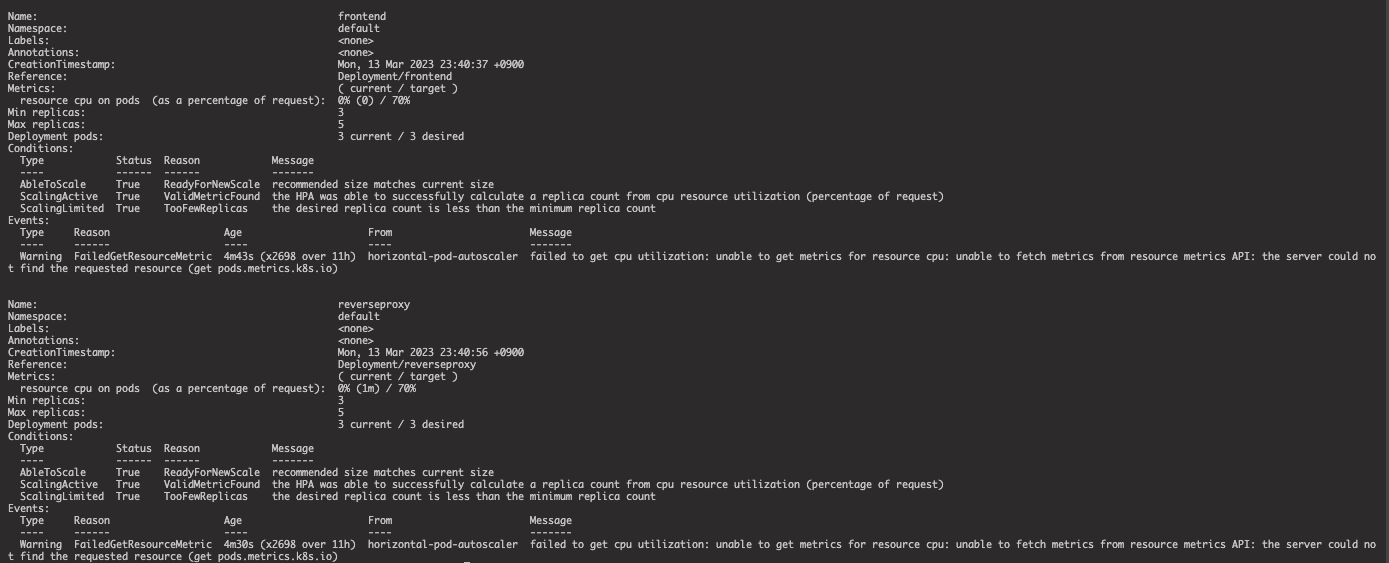 Name:                                                  frontend
Namespace:                                             default
Labels:                                                <none>
Annotations:                                           <none>
CreationTimestamp:                                     Mon, 13 Mar 2023 23:40:37 +0900
Reference:                                             Deployment/frontend
Metrics:                                               ( current / target )
  resource cpu on pods  (as a percentage of request):  0% (0) / 70%
Min replicas:                                          3
Max replicas:                                          5
Deployment pods:                                       3 current / 3 desired
Conditions:
  Type            Status  Reason            Message
  ----            ------  ------            -------
  AbleToScale     True    ReadyForNewScale  recommended size matches current size
  ScalingActive   True    ValidMetricFound  the HPA was able to successfully calculate a replica count from cpu resource utilization (percentage of request)
  ScalingLimited  True    TooFewReplicas    the desired replica count is less than the minimum replica count
Events:
  Type     Reason                   Age                     From                       Message
  ----     ------                   ----                    ----                       -------
  Warning  FailedGetResourceMetric  4m43s (x2698 over 11h)  horizontal-pod-autoscaler  failed to get cpu utilization: unable to get metrics for resource cpu: unable to fetch metrics from resource metrics API: the server could no
t find the requested resource (get pods.metrics.k8s.io)
Name:                                                  reverseproxy
Namespace:                                             default
Labels:                                                <none>
Annotations:                                           <none>
CreationTimestamp:                                     Mon, 13 Mar 2023 23:40:56 +0900
Reference:                                             Deployment/reverseproxy
Metrics:                                               ( current / target )
  resource cpu on pods  (as a percentage of request):  0% (1m) / 70%
Min replicas:                                          3
Max replicas:                                          5
Deployment pods:                                       3 current / 3 desired
Conditions:
  Type            Status  Reason            Message
  ----            ------  ------            -------
  AbleToScale     True    ReadyForNewScale  recommended size matches current size
  ScalingActive   True    ValidMetricFound  the HPA was able to successfully calculate a replica count from cpu resource utilization (percentage of request)
  ScalingLimited  True    TooFewReplicas    the desired replica count is less than the minimum replica count
Events:
  Type     Reason                   Age                     From                       Message
  ----     ------                   ----                    ----                       -------
  Warning  FailedGetResourceMetric  4m30s (x2698 over 11h)  horizontal-pod-autoscaler  failed to get cpu utilization: unable to get metrics for resource cpu: unable to fetch metrics from resource metrics API: the server could no
t find the requested resource (get pods.metrics.k8s.io)